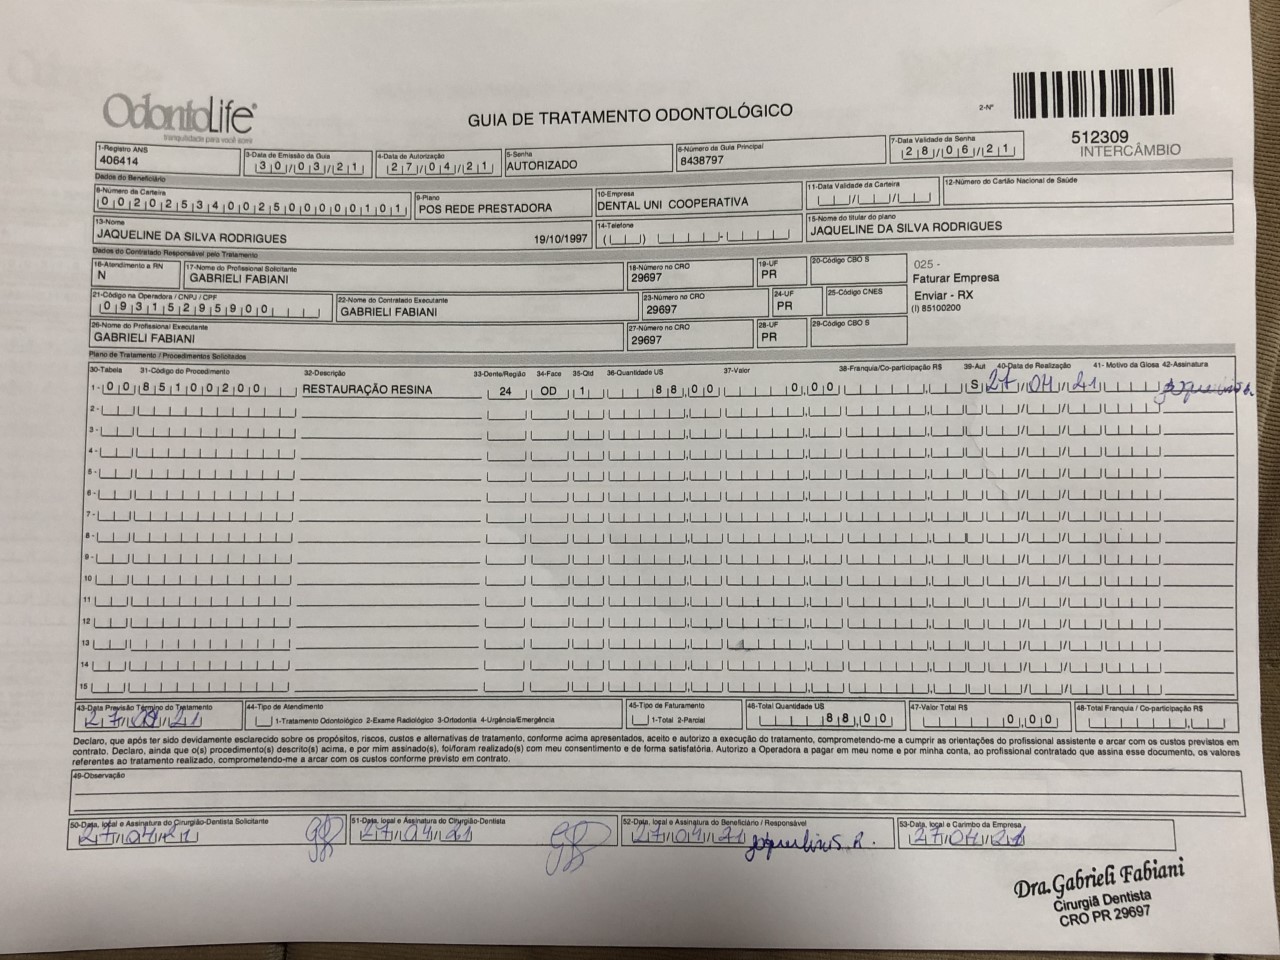 OdontoLife®
tranquilidade para você sorrir
GUIA DE TRATAMENTO ODONTOLÓGICO
2-Nº
512309
INTERCÂMBIO
1-Registro ANS
406414
3-Data de Emissão da Guia
30/03/21
4-Data de Autorização
27/04/21
5-Senha
AUTORIZADO
6-Número da Guia Principal
8438797
7-Data Validade da Senha
28/06/21
Dados do Beneficiário
8-Número da Carteira
00202534002500000101
9-Plano
POS REDE PRESTADORA
10-Empresa
DENTAL UNI COOPERATIVA
11-Data Validade da Carteira
12-Número do Cartão Nacional de Saúde
13-Nome
JAQUELINE DA SILVA RODRIGUES 19/10/1997
14-Telefone
15-Nome do titular do plano
JAQUELINE DA SILVA RODRIGUES
Dados do Contratado Responsável pelo Tratamento
16-Atendimento a RN
N
17-Nome do Profissional Solicitante
GABRIELI FABIANI
18-Número no CRO
29697
19-UF
PR
20-Código CBO S
025 -
Faturar Empresa
Enviar - RX
(I) 85100200
21-Código na Operadora / CNPJ / CPF
09315295900
22-Nome do Contratado Executante
GABRIELI FABIANI
23-Número no CRO
29697
24-UF
PR
25-Código CNES
26-Nome do Profissional Executante
GABRIELI FABIANI
27-Número no CRO
29697
28-UF
PR
29-Código CBO S
Plano de Tratamento / Procedimentos Solicitados
30-Tabela 31-Código do Procedimento 32-Descrição 33-Dente/Região 34-Face 35-Qtd 36-Quantidade US 37-Valor 38-Franquia/Co-participação R$ 39-Aut 40-Data de Realização 41- Motivo da Glosa 42-Assinatura
1- 00 85100200 RESTAURAÇÃO RESINA 24 OD 1 88,00 0,00 S 27/04/21
2-
3-
4-
5-
6-
7-
8-
9-
10
11
12
13
14
15
43-Data Previsão Término do Tratamento
27/04/21
44-Tipo de Atendimento
1-Tratamento Odontológico 2-Exame Radiológico 3-Ortodontia 4-Urgência/Emergência
45-Tipo de Faturamento
1-Total 2-Parcial
46-Total Quantidade US
88,00
47-Valor Total R$
0,00
48-Total Franquia / Co-participação R$
Declaro, que após ter sido devidamente esclarecido sobre os propósitos, riscos, custos e alternativas de tratamento, conforme acima apresentados, aceito e autorizo a execução do tratamento, comprometendo-me a cumprir as orientações do profissional assistente e arcar com os custos previstos em
contrato. Declaro, ainda que o(s) procedimento(s) descrito(s) acima, e por mim assinado(s), foi/foram realizado(s) com meu consentimento e de forma satisfatória. Autorizo a Operadora a pagar em meu nome e por minha conta, ao profissional contratado que assina esse documento, os valores
referentes ao tratamento realizado, comprometendo-me a arcar com os custos conforme previsto em contrato.
49-Observação
50-Data, local e Assinatura do Cirurgião-Dentista Solicitante
27/04/21
51-Data, local e Assinatura do Cirurgião-Dentista
27/04/21
52-Data, local e Assinatura do Beneficiário / Responsável
27/04/21 Jaqueline S. R.
53-Data, local e Carimbo da Empresa
27/04/21
Dra. Gabrieli Fabiani
Cirurgiã Dentista
CRO PR 29697